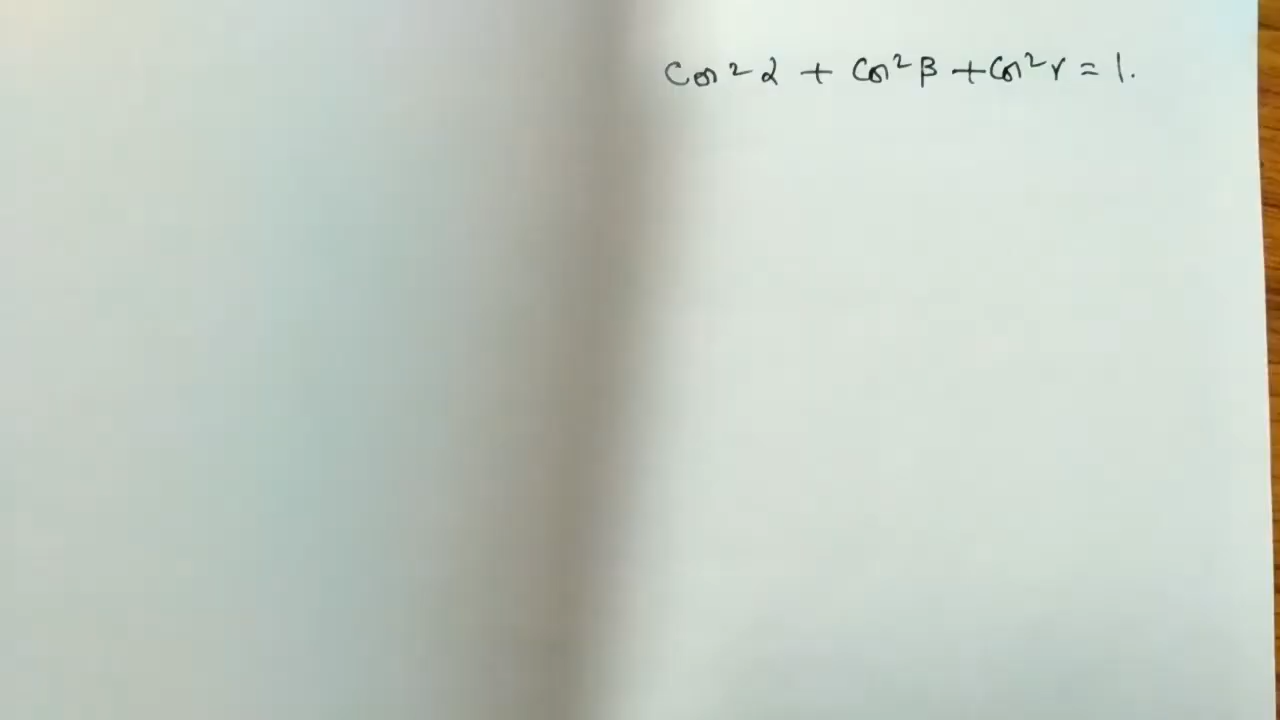 Cos²α + Cos²β + Cos²γ = 1.